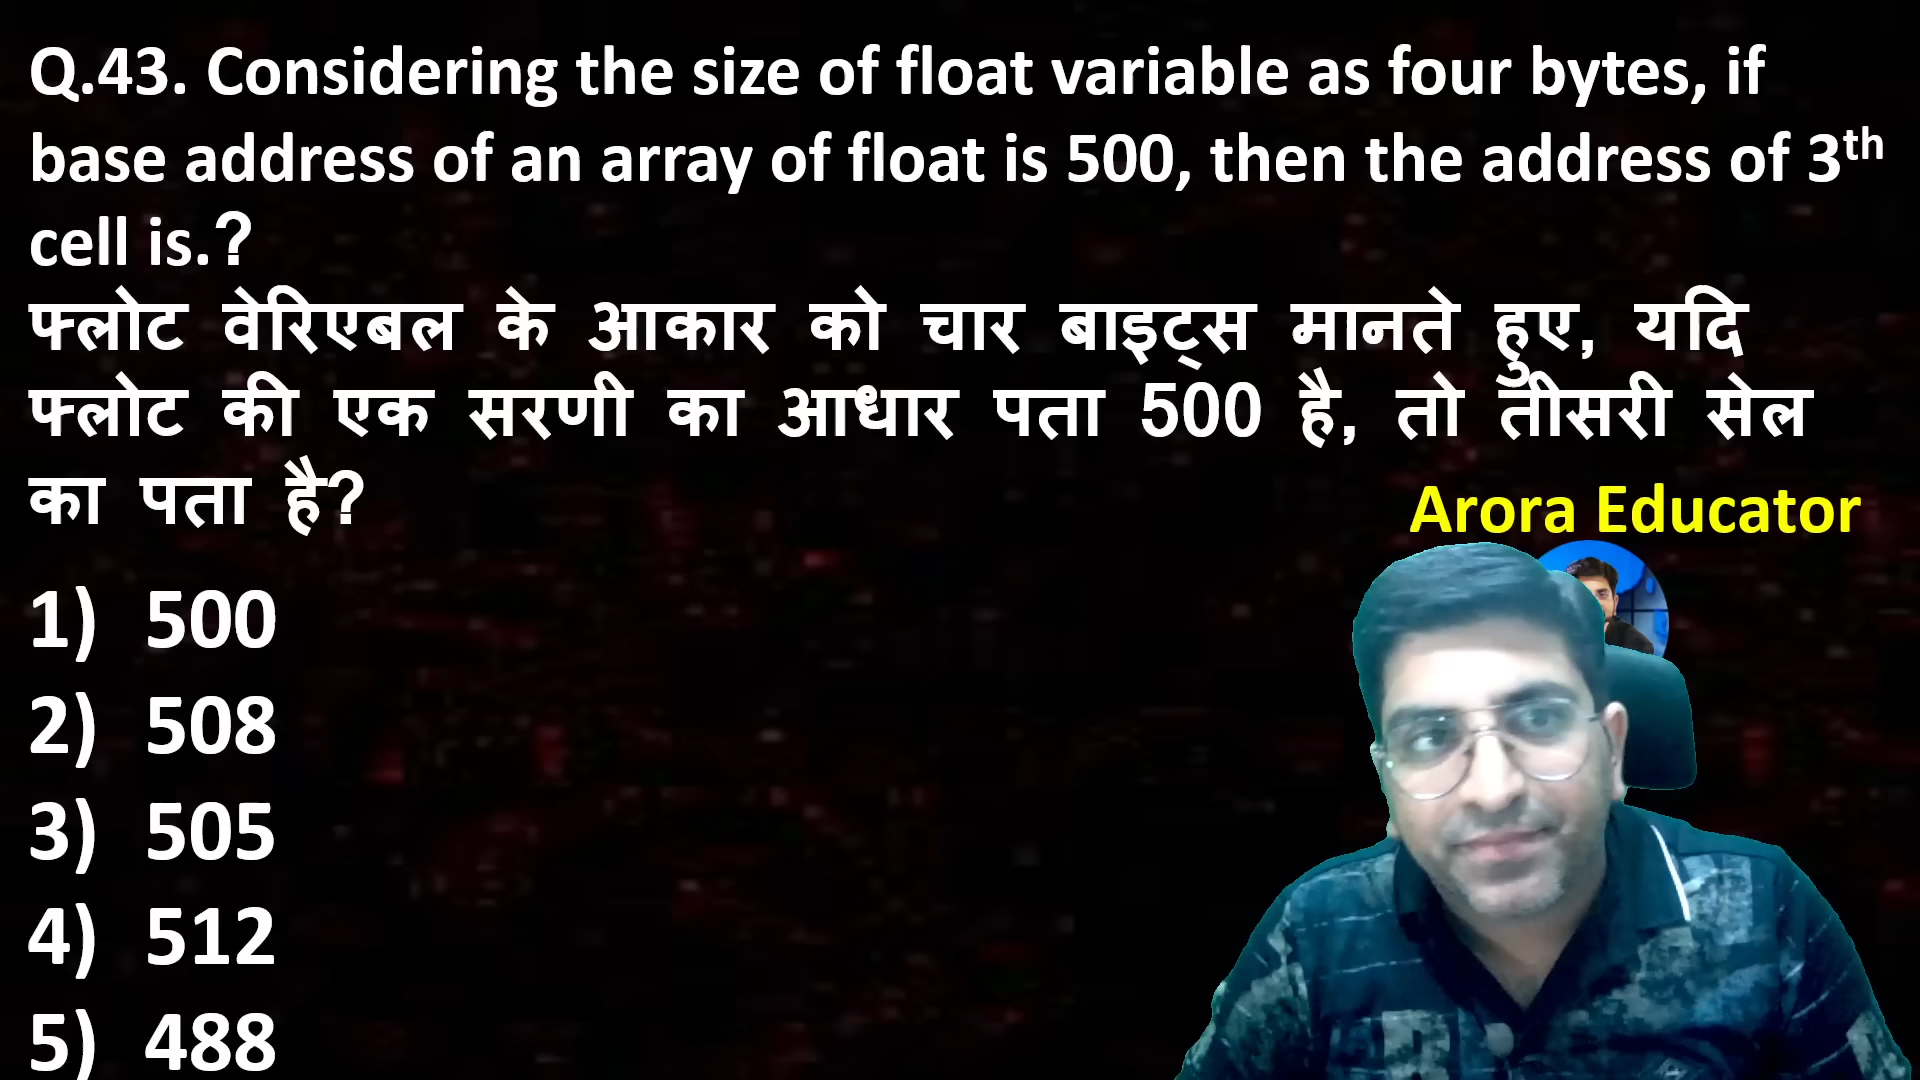 Q.43. Considering the size of float variable as four bytes, if
base address of an array of float is 500, then the address of 3th
cell is.?
फ्लोट वेरिएबल के आकार को चार बाइट्स मानते हुए, यदि
फ्लोट की एक सरणी का आधार पता 500 है, तो तीसरी सेल
का पता है?
Arora Educator
1) 500
2) 508
3) 505
4) 512
5) 488